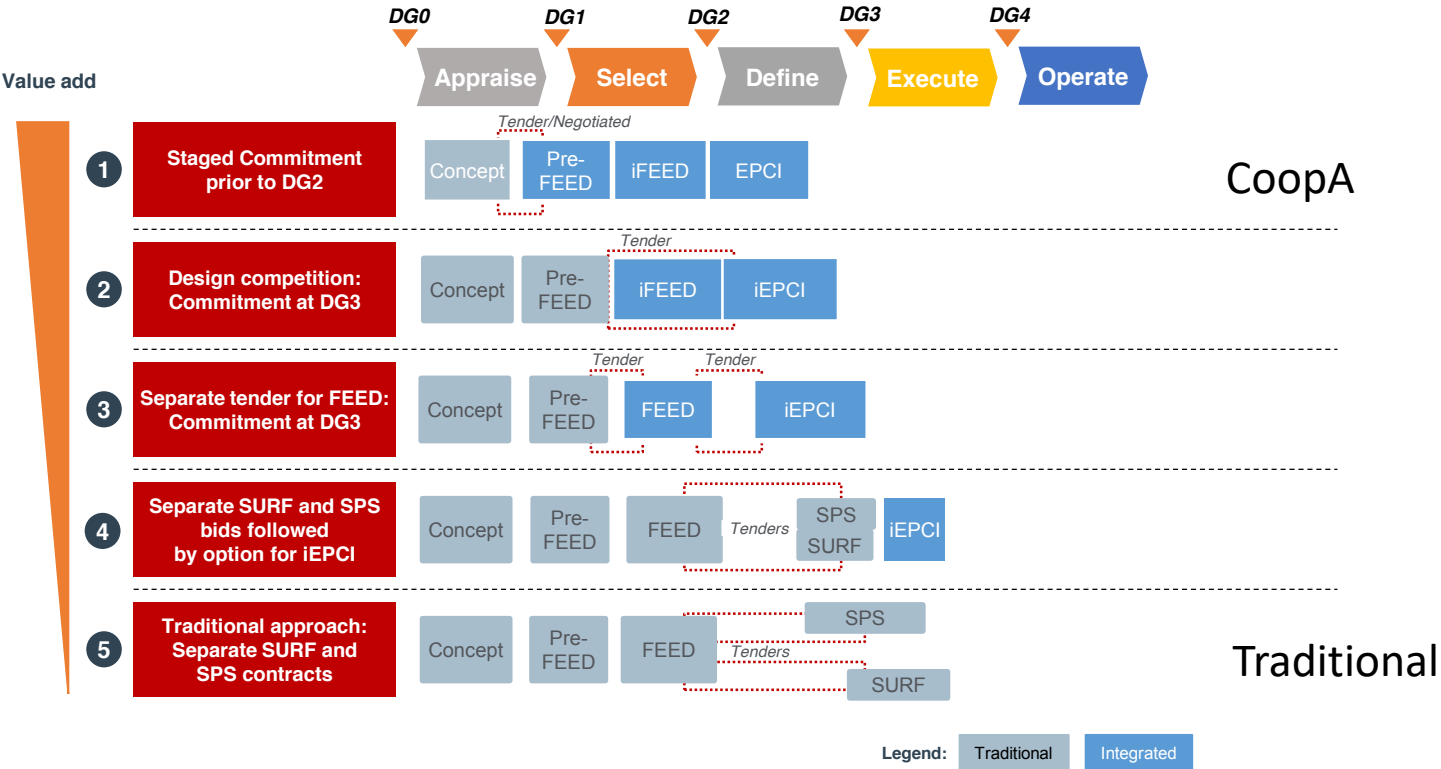 DG0
DG1
DG2
DG3
DG4
Value add
Appraise
Select
Define
Execute
Operate
1
Staged Commitment
prior to DG2
Tender/Negotiated
Concept
Pre-
FEED
iFEED
EPCI
CoopA
2
Design competition:
Commitment at DG3
Tender
Concept
Pre-
FEED
iFEED
iEPCI
3
Separate tender for FEED:
Commitment at DG3
Tender
Tender
Concept
Pre-
FEED
FEED
iEPCI
4
Separate SURF and SPS
bids followed
by option for iEPCI
Concept
Pre-
FEED
FEED
Tenders
SPS
SURF
iEPCI
5
Traditional approach:
Separate SURF and
SPS contracts
Concept
Pre-
FEED
FEED
Tenders
SPS
SURF
Traditional
Legend:
Traditional
Integrated